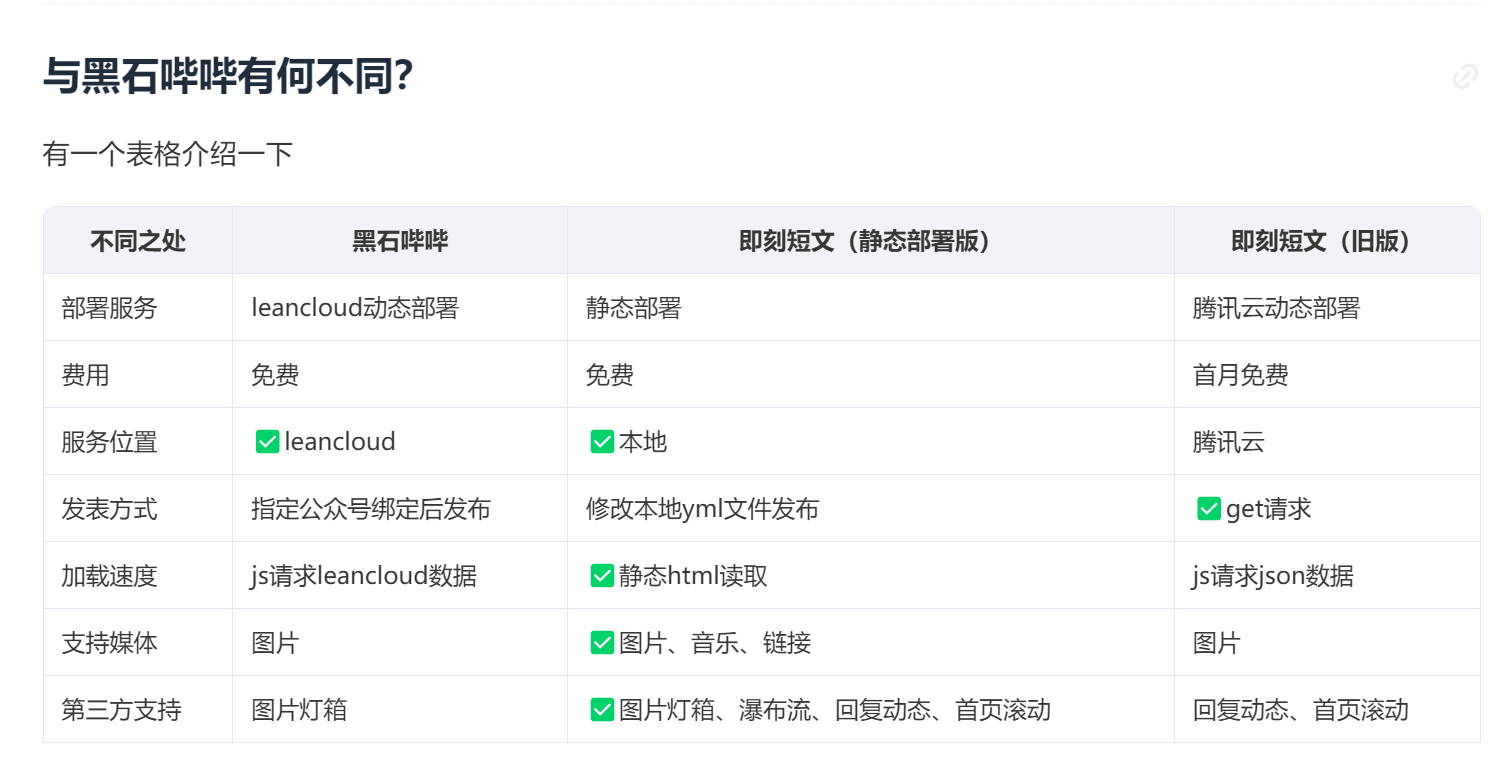 与黑石哔哔有何不同？
有一个表格介绍一下
不同之处 黑石哔哔 即刻短文（静态部署版） 即刻短文（旧版）
部署服务 leancloud动态部署 静态部署 腾讯云动态部署
费用 免费 免费 首月免费
服务位置 ✅leancloud ✅本地 腾讯云
发表方式 指定公众号绑定后发布 修改本地yml文件发布 ✅get请求
加载速度 js请求leancloud数据 ✅静态html读取 js请求json数据
支持媒体 图片 ✅图片、音乐、链接 图片
第三方支持 图片灯箱 ✅图片灯箱、瀑布流、回复动态、首页滚动 回复动态、首页滚动